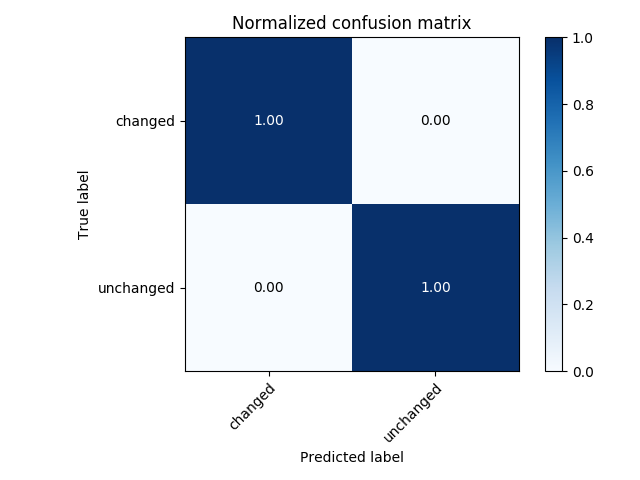 Normalized confusion matrix
True label
changed
1.00
0.00
unchanged
0.00
1.00
changed
unchanged
Predicted label
1.0
0.8
0.6
0.4
0.2
0.0